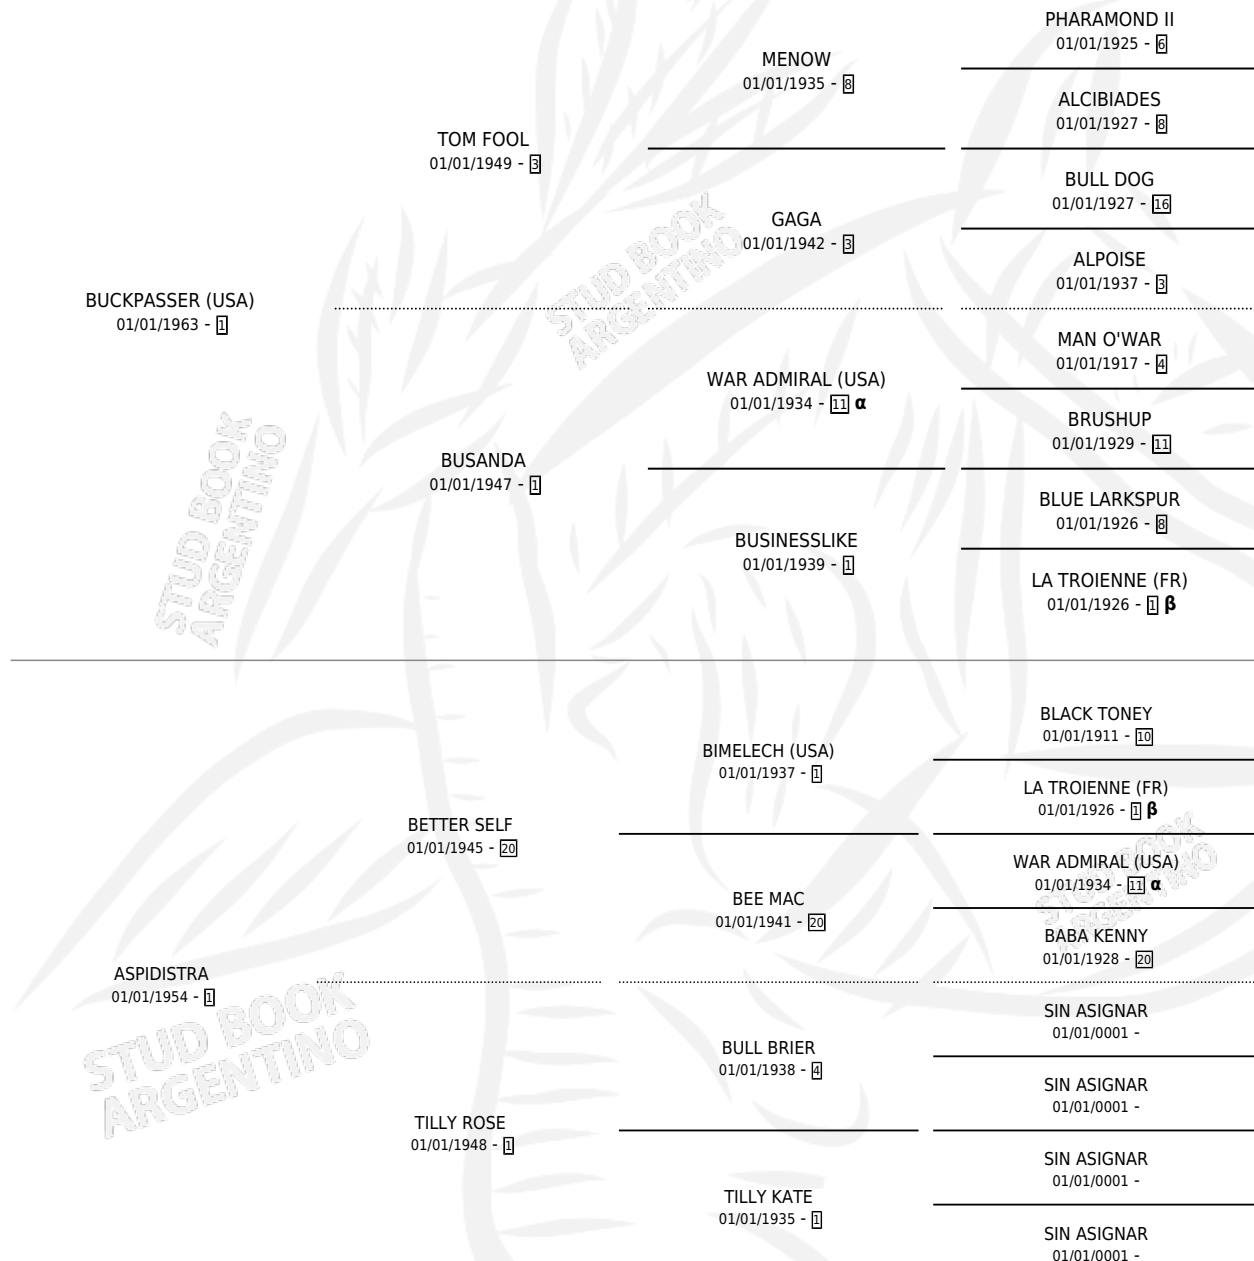 PHARAMOND II
01/01/1925 - 6
MENOW
01/01/1935 - 8
ALCIBIADES
01/01/1927 - 8
TOM FOOL
01/01/1949 - 3
BULL DOG
01/01/1927 - 16
GAGA
01/01/1942 - 3
ALPOISE
01/01/1937 - 3
BUCKPASSER (USA)
01/01/1963 - 1
MAN O'WAR
01/01/1917 - 4
WAR ADMIRAL (USA)
01/01/1934 - 11 α
BRUSHUP
01/01/1929 - 11
BUSANDA
01/01/1947 - 1
BLUE LARKSPUR
01/01/1926 - 8
BUSINESSLIKE
01/01/1939 - 1
LA TROIENNE (FR)
01/01/1926 - 1 β
BLACK TONEY
01/01/1911 - 10
BIMELECH (USA)
01/01/1937 - 1
LA TROIENNE (FR)
01/01/1926 - 1 β
BETTER SELF
01/01/1945 - 20
WAR ADMIRAL (USA)
01/01/1934 - 11 α
BEE MAC
01/01/1941 - 20
BABA KENNY
01/01/1928 - 20
ASPIDISTRA
01/01/1954 - 1
SIN ASIGNAR
01/01/0001 -
BULL BRIER
01/01/1938 - 4
SIN ASIGNAR
01/01/0001 -
TILLY ROSE
01/01/1948 - 1
SIN ASIGNAR
01/01/0001 -
TILLY KATE
01/01/1935 - 1
SIN ASIGNAR
01/01/0001 -
STUD BOOK
ARGENTINO
STUD BOOK
ARGENTINO
STUD BOOK
ARGENTINO
STUD BOOK
ARGENTINO